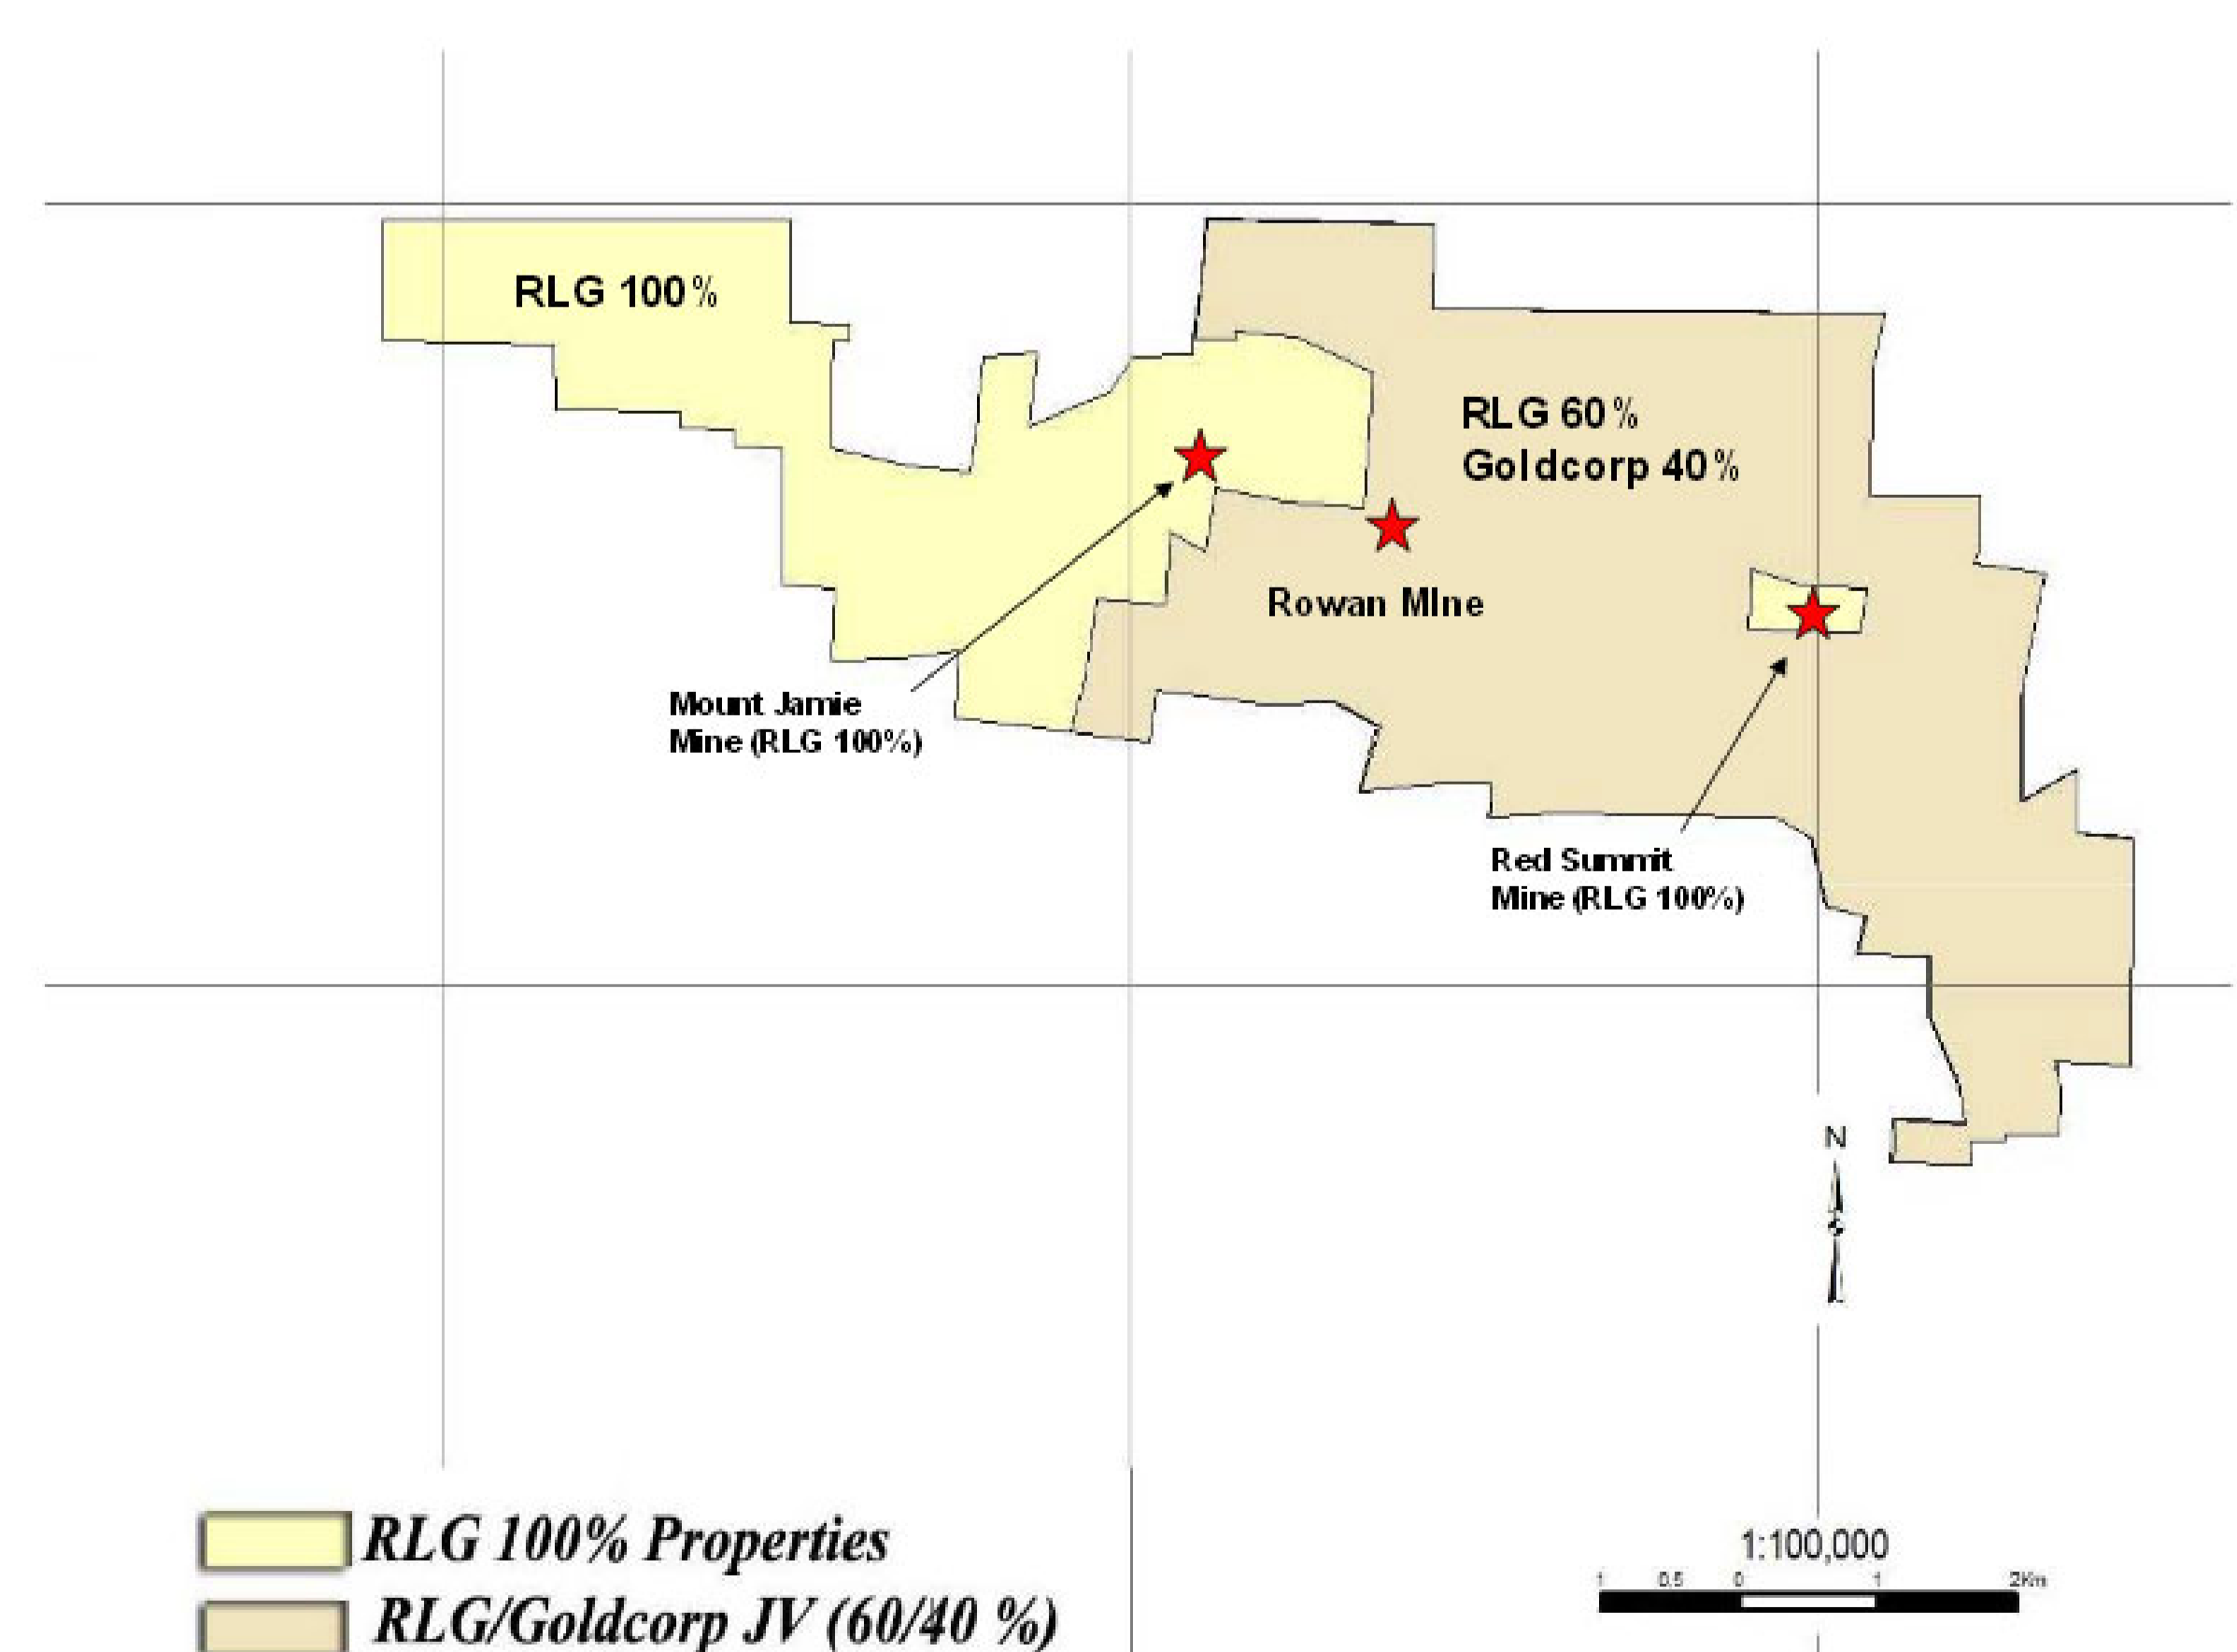 RLG 100%
RLG 60%
Goldcorp 40%
Rowan MIne
Mount Jamie
Mine (RLG 100%)
Red Summit
Mine (RLG 100%)
N
RLG 100% Properties
RLG/Goldcorp JV (60/40 %)
1:100,000
1 0.5 0 1 2Km